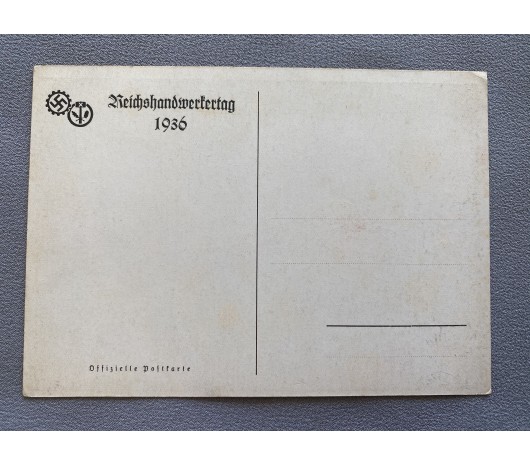 Reichshandwerkertag
1936
Offizielle Postkarte